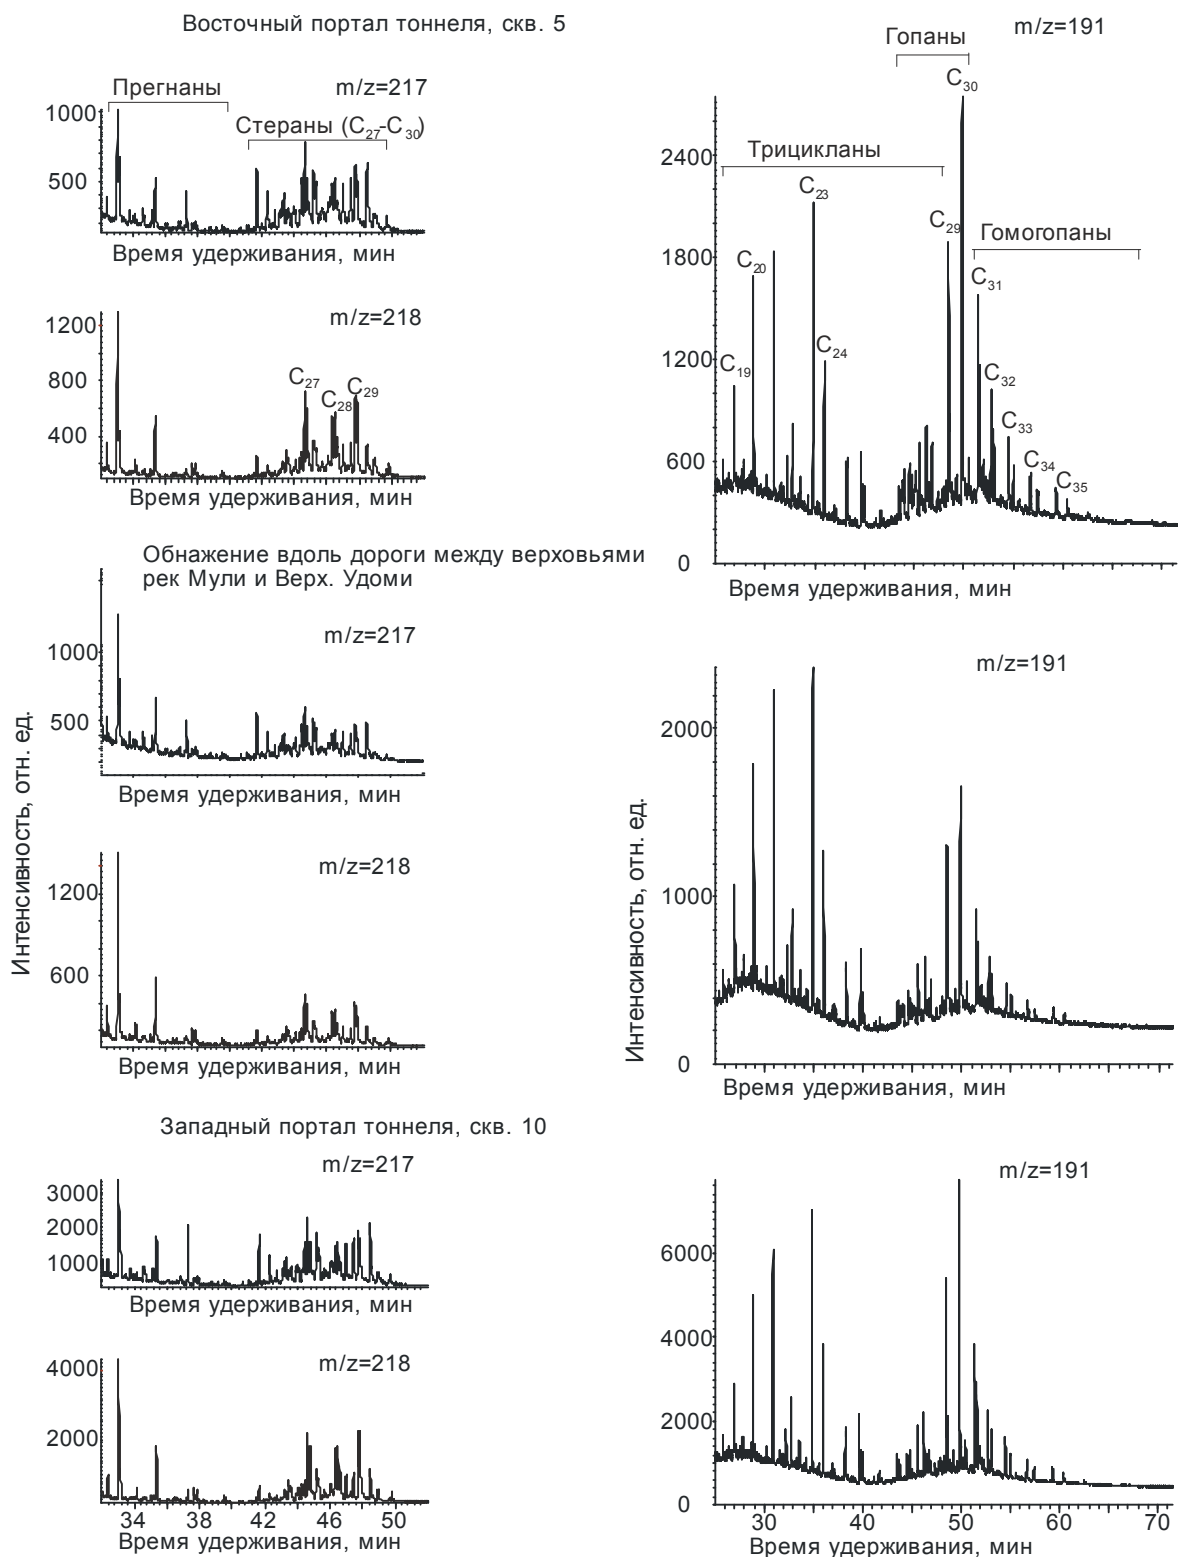 Восточный портал тоннеля, скв. 5
Прегнаны
m/z=217
Стераны (C27-C30)
1000
500
Время удерживания, мин
m/z=218
1200
800
400
C27
C28
C29
Время удерживания, мин
Гопаны
m/z=191
C30
2400
Трицикланы
C23
C29
Гомогопаны
1800
C20
C31
C24
1200
C19
C32
C33
600
C34
C35
0
Время удерживания, мин
Обнажение вдоль дороги между верховьями
рек Мули и Верх. Удоми
m/z=217
1000
500
Время удерживания, мин
m/z=218
1200
600
Время удерживания, мин
Интенсивность, отн. ед.
m/z=191
2000
1000
0
Время удерживания, мин
Интенсивность, отн. ед.
Западный портал тоннеля, скв. 10
m/z=217
3000
2000
1000
Время удерживания, мин
m/z=218
4000
2000
34 38 42 46 50
Время удерживания, мин
m/z=191
6000
4000
2000
0
30 40 50 60 70
Время удерживания, мин